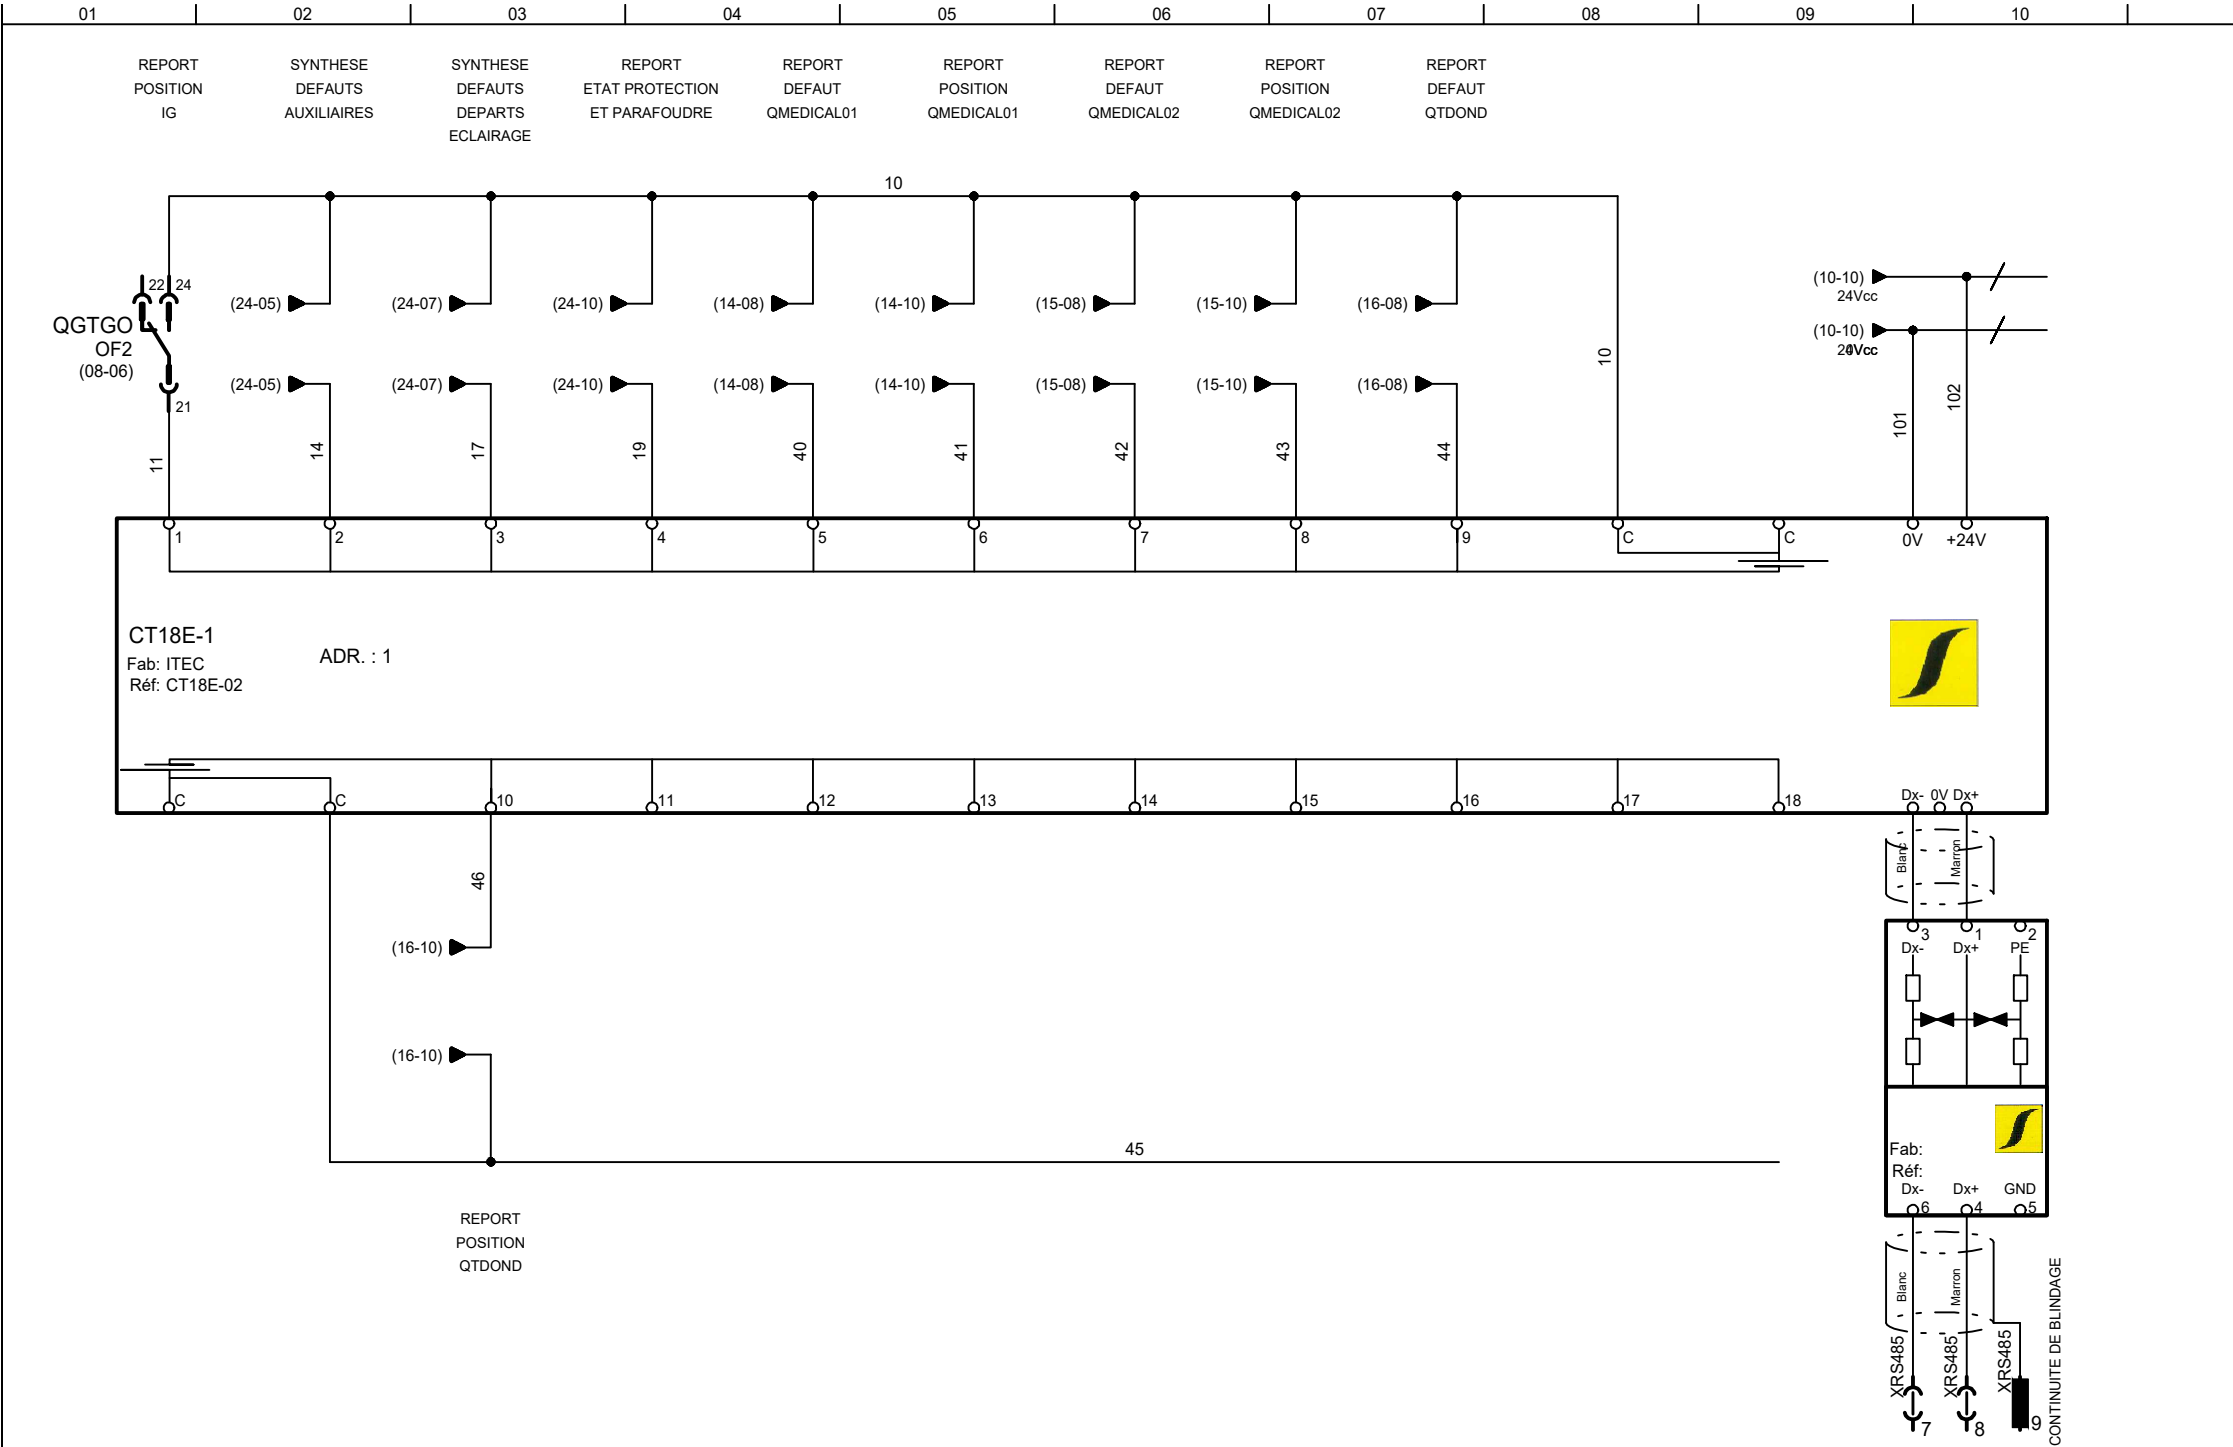 01 02 03 04 05 06 07 08 09 10
REPORT
POSITION
IG
SYNTHESE
DEFAUTS
AUXILIAIRES
SYNTHESE
DEFAUTS
DEPARTS
ECLAIRAGE
REPORT
ETAT PROTECTION
ET PARAFOUDRE
REPORT
DEFAUT
QMEDICAL01
REPORT
POSITION
QMEDICAL01
REPORT
DEFAUT
QMEDICAL02
REPORT
POSITION
QMEDICAL02
REPORT
DEFAUT
QTDOND
10
22 24
QGTGO
OF2
(08-06)
21
(24-05) (24-07) (24-10) (14-08) (14-10) (15-08) (15-10) (16-08)
(24-05) (24-07) (24-10) (14-08) (14-10) (15-08) (15-10) (16-08)
(10-10)
24Vcc
(10-10)
11 14 17 19 40 41 42 43 44 10 101 102
1 2 3 4 5 6 7 8 9 C C 0V +24V
CT18E-1
Fab: ITEC
Réf: CT18E-02
ADR. : 1
C C 10 11 12 13 14 15 16 17 18 Dx- 0V Dx+
Blanc Marron
46
(16-10)
(16-10)
45
REPORT
POSITION
QTDOND
3 1 2
Dx- Dx+ PE
Fab:
Réf:
Dx- Dx+ GND
6 4 5
Blanc Marron
XRS485 XRS485 XRS485
7 8 9
CONTINUITE DE BLINDAGE